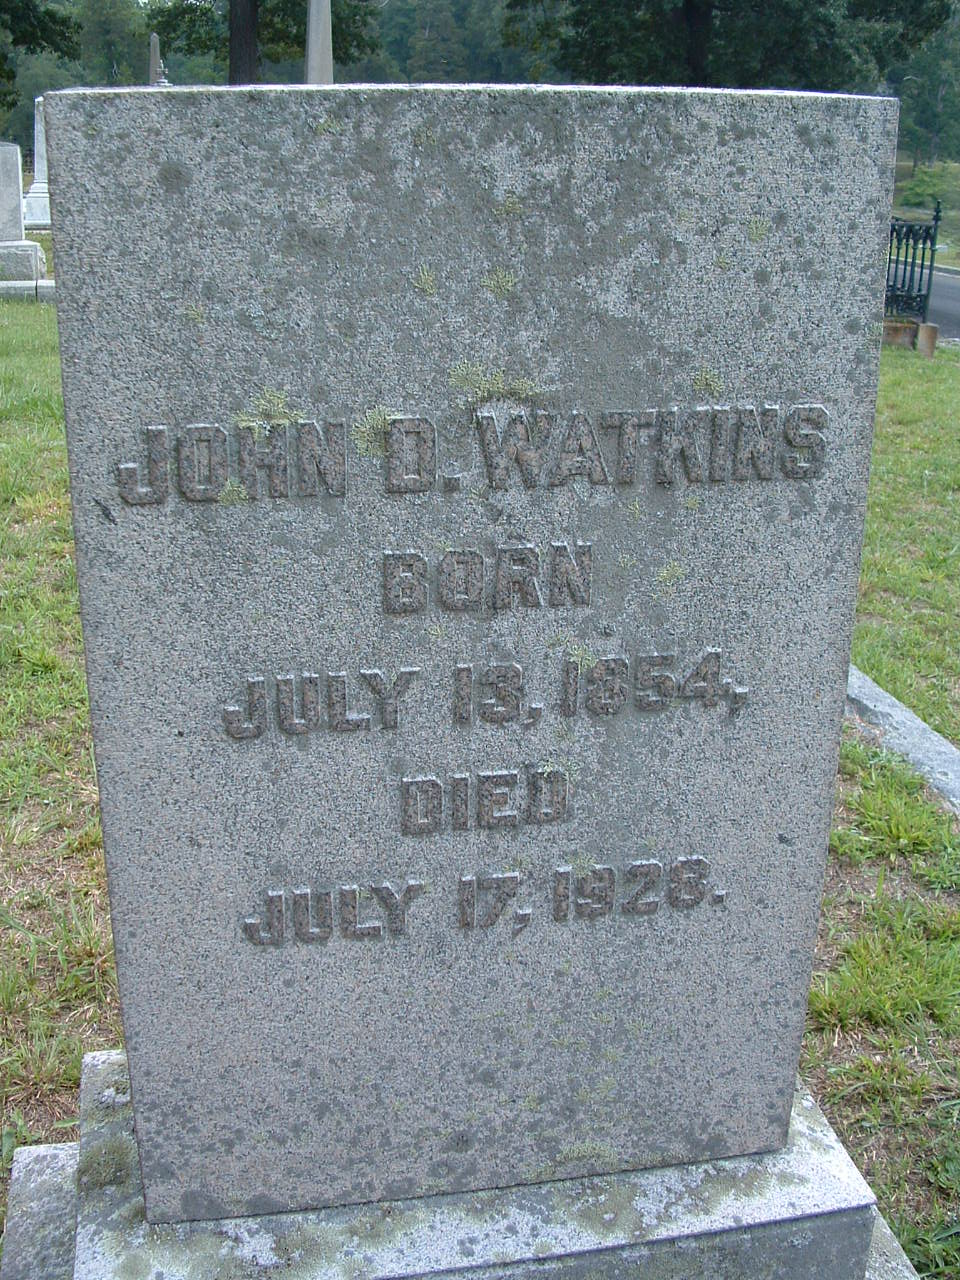 JOHN D. WATKINS
BORN
JULY 13, 1854,
DIED
JULY 17, 1928.